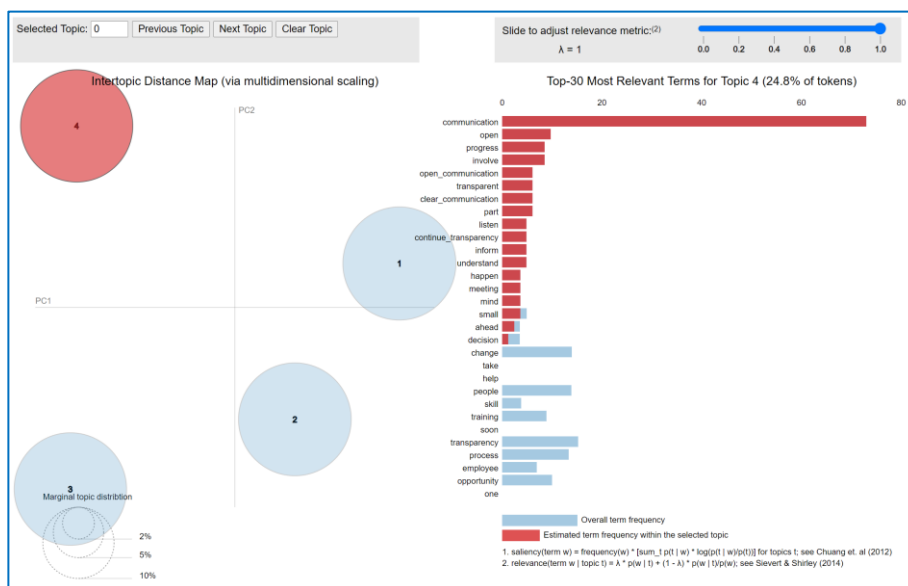 Selected Topic: 0 Previous Topic Next Topic Clear Topic
Slide to adjust relevance metric:(2)
λ = 1
0.0 0.2 0.4 0.6 0.8 1.0
Intertopic Distance Map (via multidimensional scaling)
PC2
PC1
4
1
2
3
Marginal topic distribtion
2%
5%
10%
Top-30 Most Relevant Terms for Topic 4 (24.8% of tokens)
0 20 40 60 80
communication
open
progress
involve
open_communication
transparent
clear_communication
part
listen
continue_transparency
inform
understand
happen
meeting
mind
small
ahead
decision
change
take
help
people
skill
training
soon
transparency
process
employee
opportunity
one
Overall term frequency
Estimated term frequency within the selected topic
1. saliency(term w) = frequency(w) * [sum_t p(t | w) * log(p(t | w)/p(t))] for topics t; see Chuang et. al (2012)
2. relevance(term w | topic t) = λ * p(w | t) + (1 - λ) * p(w | t)/p(w); see Sievert & Shirley (2014)